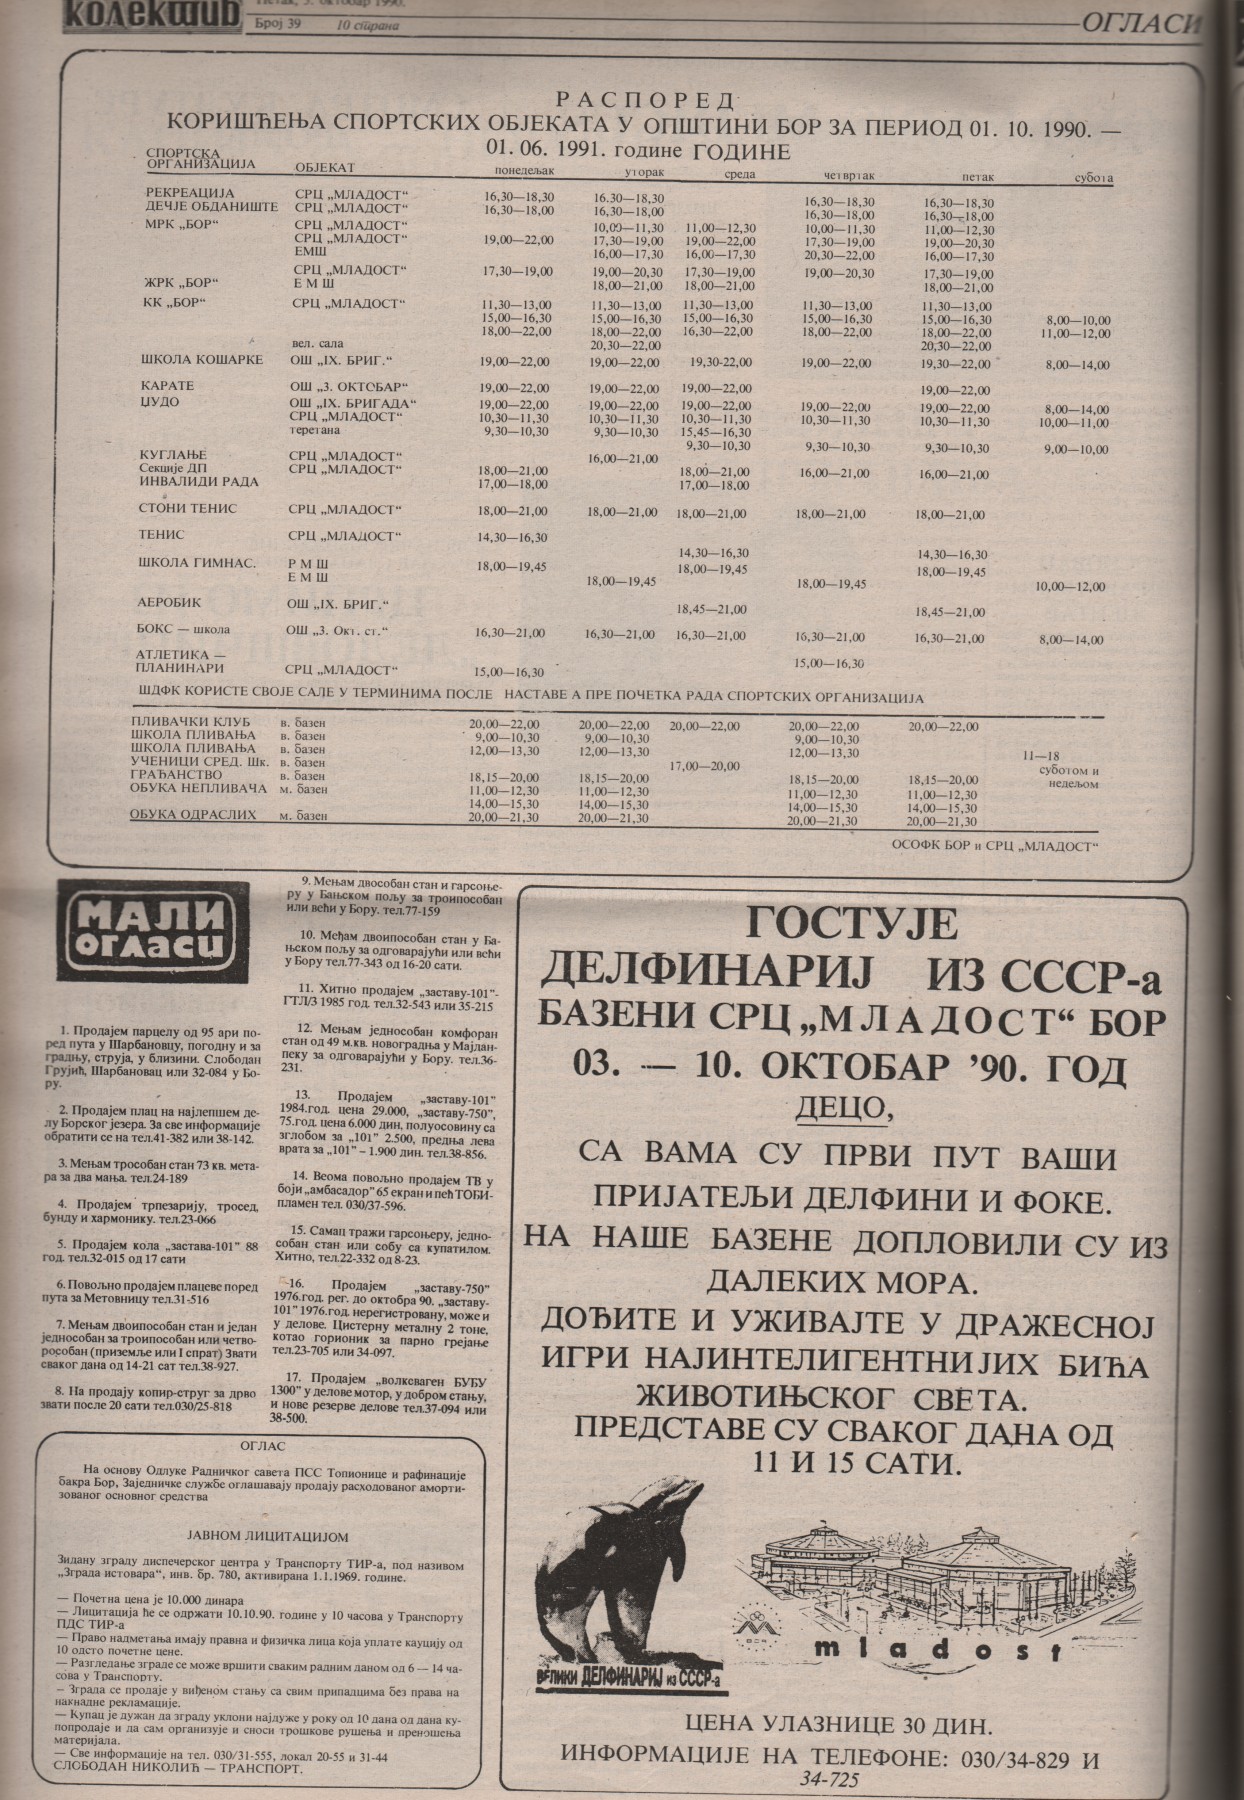 колектив
Петак, 5. октобар 1990.
Број 39 10 страна
ОГЛАСИ
РАСПОРЕД
КОРИШЋЕЊА СПОРТСКИХ ОБЈЕКАТА У ОПШТИНИ БОР ЗА ПЕРИОД 01. 10. 1990. —
01. 06. 1991. године ГОДИНЕ
СПОРТСКА
ОРГАНИЗАЦИЈА ОБЈЕКАТ понедељак уторак среда четвртак петак субота
РЕКРЕАЦИЈА СРЦ „МЛАДОСТ“ 16,30—18,30 16.30—18,30 16,30—18,30 16,30—18,30
ДЕЧЈЕ ОБДАНИШТЕ СРЦ „МЛАДОСТ“ 16,30—18,00 16,30—18,00 16,30—18,00 16,30—18,00
МРК „БОР“ СРЦ „МЛАДОСТ“ 10,00—11,30 11,00—12,30 10,00—11,30 11,00—12,30
СРЦ „МЛАДОСТ“ 19,00—22,00 17,30—19,00 19,00—22,00 17,30—19,00 19,00—20,30
ЕМШ 16,00—17,30 16,00—17,30 20,30—22,00 16,00—17,30
СРЦ „МЛАДОСТ“ 17,30—19,00 19,00—20,30 17,30—19,00 19,00—20,30 17,30—19,00
ЖРК „БОР“ Е М Ш 18,00—21,00 18,00—21,00 18,00—21,00
КК „БОР“ СРЦ „МЛАДОСТ“ 11,30—13,00 11,30—13,00 11,30—13,00 11,30—13,00 11,30—13,00
15,00—16,30 15,00—16,30 15,00—16,30 15,00—16,30 15,00—16,30 8,00—10,00
18,00—22,00 18,00—22,00 16,30—22,00 18,00—22,00 18,00—22,00 11,00—12,00
вел. сала 20,30—22,00 20,30—22,00
ШКОЛА КОШАРКЕ ОШ „IX. БРИГ.“ 19,00—22,00 19,00—22,00 19,30-22,00 19,00—22,00 19,30—22,00 8,00—14,00
КАРАТЕ ОШ „3. ОКТОБАР“ 19,00—22,00 19,00—22,00 19,00—22,00 19,00—22,00
ЏУДО ОШ „IX. БРИГАДА“ 19,00—22,00 19,00—22,00 19,00—22,00 19,00—22,00 19,00—22,00 8,00—14,00
СРЦ „МЛАДОСТ“ 10,30—11,30 10,30—11,30 10,30—11,30 10,30—11,30 10,30—11,30 10,00—11,00
теретана 9,30—10,30 9,30—10,30 15,45—16,30
9,30—10,30 9,30—10,30 9,30—10,30 9,00—10,00
КУГЛАЊЕ СРЦ „МЛАДОСТ“ 16,00—21,00
Секције ДП СРЦ „МЛАДОСТ“ 18,00—21,00 18,00—21,00 16,00—21,00 16,00—21,00
ИНВАЛИДИ РАДА 17,00—18,00 17,00—18,00
СТОНИ ТЕНИС СРЦ „МЛАДОСТ“ 18,00—21,00 18,00—21,00 18,00—21,00 18,00—21,00 18,00—21,00
ТЕНИС СРЦ „МЛАДОСТ“ 14,30—16,30
14,30—16,30 14,30—16,30
ШКОЛА ГИМНАС. Р М Ш 18,00—19,45 18,00—19,45 18,00—19,45
Е М Ш 18,00—19,45 18,00—19,45 10,00—12,00
АЕРОБИК ОШ „IX. БРИГ.“ 18,45—21,00 18,45—21,00
БОКС — школа ОШ „3. Окт. ст.“ 16,30—21,00 16,30—21,00 16,30—21,00 16,30—21,00 16,30—21,00 8,00—14,00
АТЛЕТИКА —
ПЛАНИНАРИ СРЦ „МЛАДОСТ“ 15,00—16,30 15,00—16,30
ШДФК КОРИСТЕ СВОЈЕ САЛЕ У ТЕРМИНИМА ПОСЛЕ НАСТАВЕ А ПРЕ ПОЧЕТКА РАДА СПОРТСКИХ ОРГАНИЗАЦИЈА
ПЛИВАЧКИ КЛУБ в. базен 20,00—22,00 20,00—22,00 20,00—22,00 20,00—22,00 20,00—22,00
ШКОЛА ПЛИВАЊА в. базен 9,00—10,30 9,00—10,30 9,00—10,30
ШКОЛА ПЛИВАЊА в. базен 12,00—13,30 12,00—13,30 12,00—13,30 11—18
УЧЕНИЦИ СРЕД. Шк. в. базен 17,00—20,00 суботом и
ГРАЂАНСТВО в. базен 18,15—20,00 18,15—20,00 18,15—20,00 18,15—20,00 недељом
ОБУКА НЕПЛИВАЧА м. базен 11,00—12,30 11,00—12,30 11,00—12,30 11,00—12,30
14,00—15,30 14,00—15,30 14,00—15,30 14,00—15,30
ОБУКА ОДРАСЛИХ м. базен 20,00—21,30 20,00—21,30 20,00—21,30 20,00—21,30
ОСОФК БОР и СРЦ „МЛАДОСТ“
МАЛИ
огласи
1. Продајем парцелу од 95 ари по-
ред пута у Шарбановцу, погодну и за
градњу, струја, у близини. Слободан
Грујић, Шарбановац или 32-084 у Бо-
ру.
2. Продајем плац на најлепшем де-
лу Борског језера. За све информације
обратити се на тел.41-382 или 38-142.
3. Мењам трособан стан 73 кв. мета-
ра за два мања. тел.24-189
4. Продајем трпезарију, тросед,
бунду и хармонику. тел.23-066
5. Продајем кола „застава-101” 88
год. тел.32-015 од 17 сати
6. Повољно продајем плацеве поред
пута за Метовницу тел.31-516
7. Мењам двоипособан стан и један
једнособан за троипособан или четво-
рособан (приземље или I спрат) Звати
сваког дана од 14-21 сат тел.38-927.
8. На продају копир-струг за дрво
звати после 20 сати тел.030/25-818
9. Мењам двособан стан и гарсоње-
ру у Бањском пољу за троипособан
или већи у Бору. тел.77-159
10. Међам двоипособан стан у Ба-
њском пољу за одговарајући или већи
у Бору тел.77-343 од 16-20 сати.
11. Хитно продајем „заставу-101”-
ГТЛ/3 1985 год. тел.32-543 или 35-215
12. Мењам једнособан комфоран
стан од 49 м.кв. новоградња у Мајдан-
пеку за одговарајући у Бору. тел.36-
231.
13. Продајем „заставу-101”
1984.год. цена 29.000, „заставу-750”,
75.год. цена 6.000 дин, полуосовину са
зглобом за „101” 2.500, предња лева
врата за „101” – 1.900 дин. тел.38-856.
14. Веома повољно продајем ТВ у
боји „амбасадор” 65 екран и пећ ТОБИ-
пламен тел. 030/37-596.
15. Самац тражи гарсоњеру, једно-
собан стан или собу са купатилом.
Хитно, тел.22-332 од 8-23.
16. Продајем „заставу-750”
1976.год. рег. до октобра 90. „заставу-
101” 1976.год. нерегистровану, може и
у делове. Цистерну металну 2 тоне,
котао горионик за парно грејање
тел.23-705 или 34-097.
17. Продајем „волксваген БУБУ
1300” у делове мотор, у добром стању,
и нове резерве делове тел.37-094 или
38-500.
ОГЛАС
На основу Одлуке Радничког савета ПСС Топионице и рафинације
бакра Бор, Заједничке службе оглашавају продају расходованог аморти-
зованог основног средства
ЈАВНОМ ЛИЦИТАЦИЈОМ
Зидану зграду диспечерског центра у Транспорту ТИР-а, под називом
„Зграда истовара“, инв. бр. 780, активирана 1.1.1969. године.
— Почетна цена је 10.000 динара
— Лицитација ће се одржати 10.10.90. године у 10 часова у Транспорту
ПДС ТИР-а
— Право надметања имају правна и физичка лица која уплате кауцију од
10 одсто почетне цене.
— Разгледање зграде се може вршити сваким радним даном од 6 — 14 ча-
сова у Транспорту.
– Зграда се продаје у виђеном стању са свим припадцима без права на
накнадне рекламације.
— Купац је дужан да зграду уклони најдуже у року од 10 дана од дана ку-
попродаје и да сам организује и сноси трошкове рушења и преношења
материјала.
— Све информације на тел. 030/31-555, локал 20-55 и 31-44
СЛОБОДАН НИКОЛИЋ — ТРАНСПОРТ.
ГОСТУЈЕ
ДЕЛФИНАРИЈ ИЗ СССР-а
БАЗЕНИ СРЦ „МЛАДОСТ“ БОР
03. — 10. ОКТОБАР ’90. ГОД
ДЕЦО,
СА ВАМА СУ ПРВИ ПУТ ВАШИ
ПРИЈАТЕЉИ ДЕЛФИНИ И ФОКЕ.
НА НАШЕ БАЗЕНЕ ДОПЛОВИЛИ СУ ИЗ
ДАЛЕКИХ МОРА.
ДОЂИТЕ И УЖИВАЈТЕ У ДРАЖЕСНОЈ
ИГРИ НАЈИНТЕЛИГЕНТНИЈИХ БИЋА
ЖИВОТИЊСКОГ СВЕТА.
ПРЕДСТАВЕ СУ СВАКОГ ДАНА ОД
11 И 15 САТИ.
ВЕЛИКИ ДЕЛФИНАРИЈ ИЗ СССР-а
mladost
ЦЕНА УЛАЗНИЦЕ 30 ДИН.
ИНФОРМАЦИЈЕ НА ТЕЛЕФОНЕ: 030/34-829 И
34-725